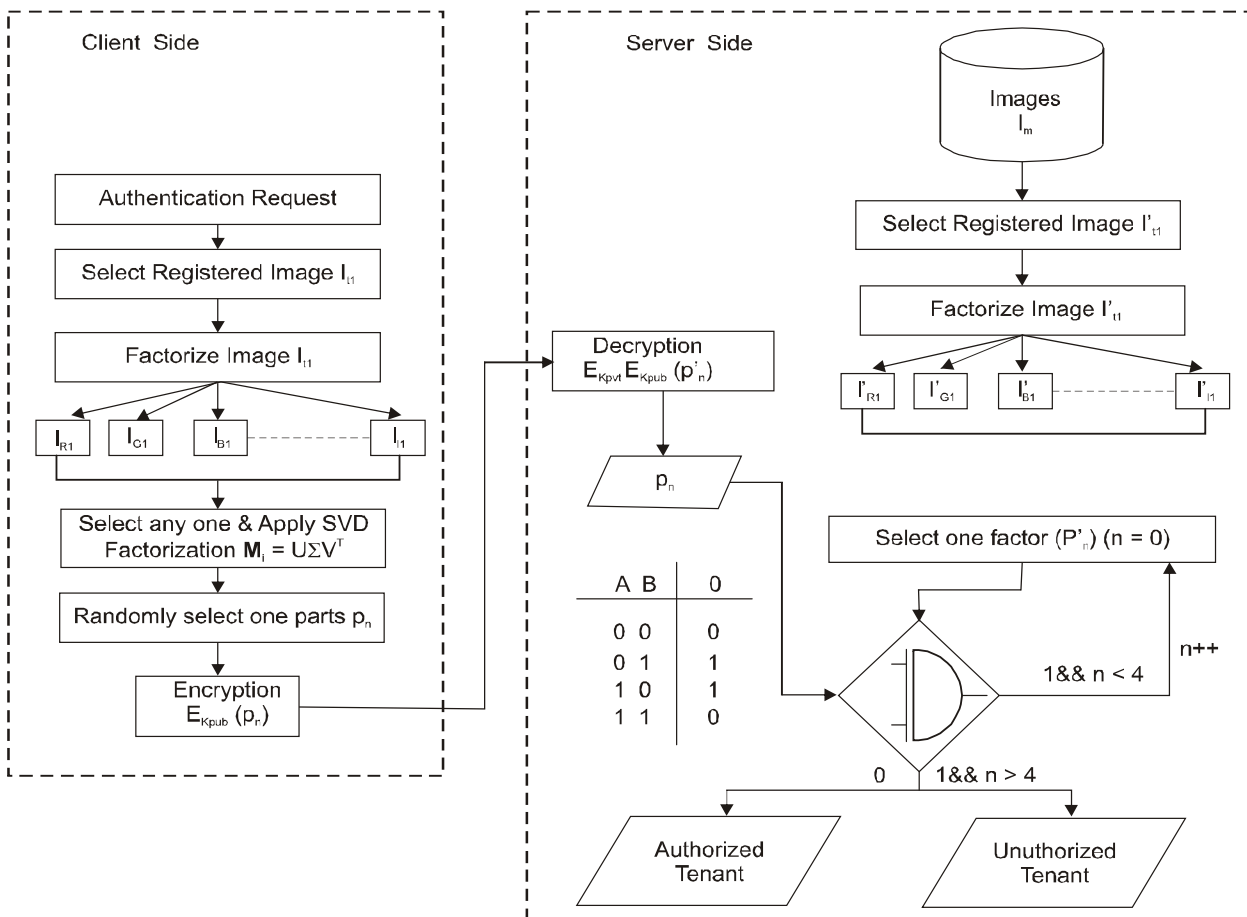 Client Side
Authentication Request
Select Registered Image I_t1
Factorize Image I_t1
I_R1
I_G1
I_B1
I_I1
Select any one & Apply SVD
Factorization M_i = UΣV^T
Randomly select one parts p_n
Encryption
E_Kpub (p_n)
Server Side
Images
I_m
Select Registered Image I'_t1
Factorize Image I'_t1
I'_R1
I'_G1
I'_B1
I'_I1
Decryption
E_Kpvt E_Kpub (p'_n)
p_n
Select one factor (P'_n) (n = 0)
A B 0
0 0 0
0 1 1
1 0 1
1 1 0
1&& n < 4
n++
0
1&& n > 4
Authorized
Tenant
Unuthorized
Tenant